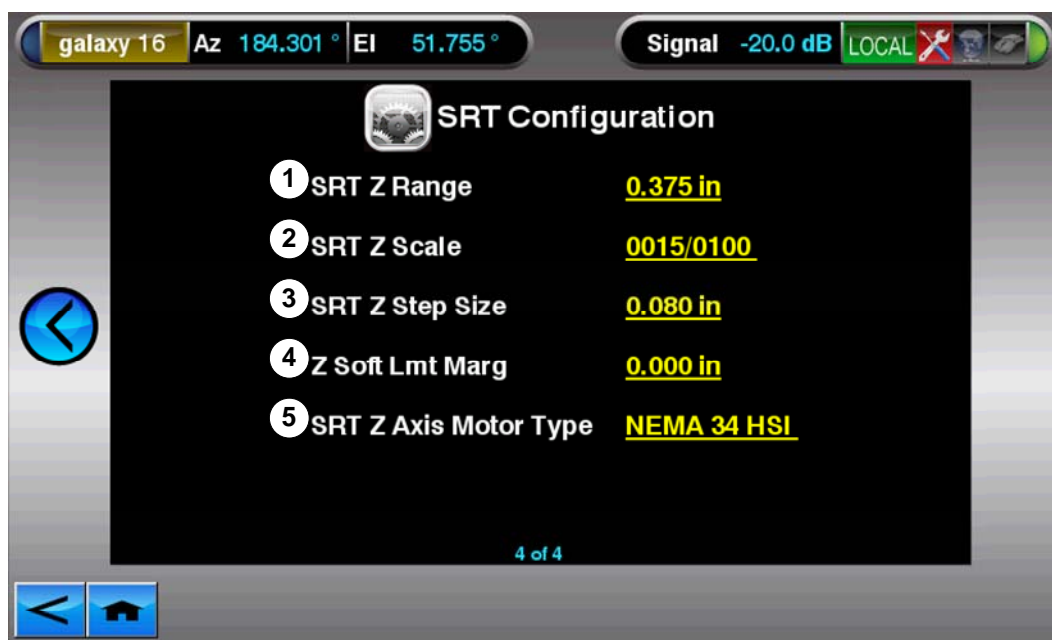 galaxy 16 Az 184.301 ° El 51.755 ° Signal -20.0 dB LOCAL
SRT Configuration
1 SRT Z Range 0.375 in
2 SRT Z Scale 0015/0100
3 SRT Z Step Size 0.080 in
4 Z Soft Lmt Marg 0.000 in
5 SRT Z Axis Motor Type NEMA 34 HSI
4 of 4